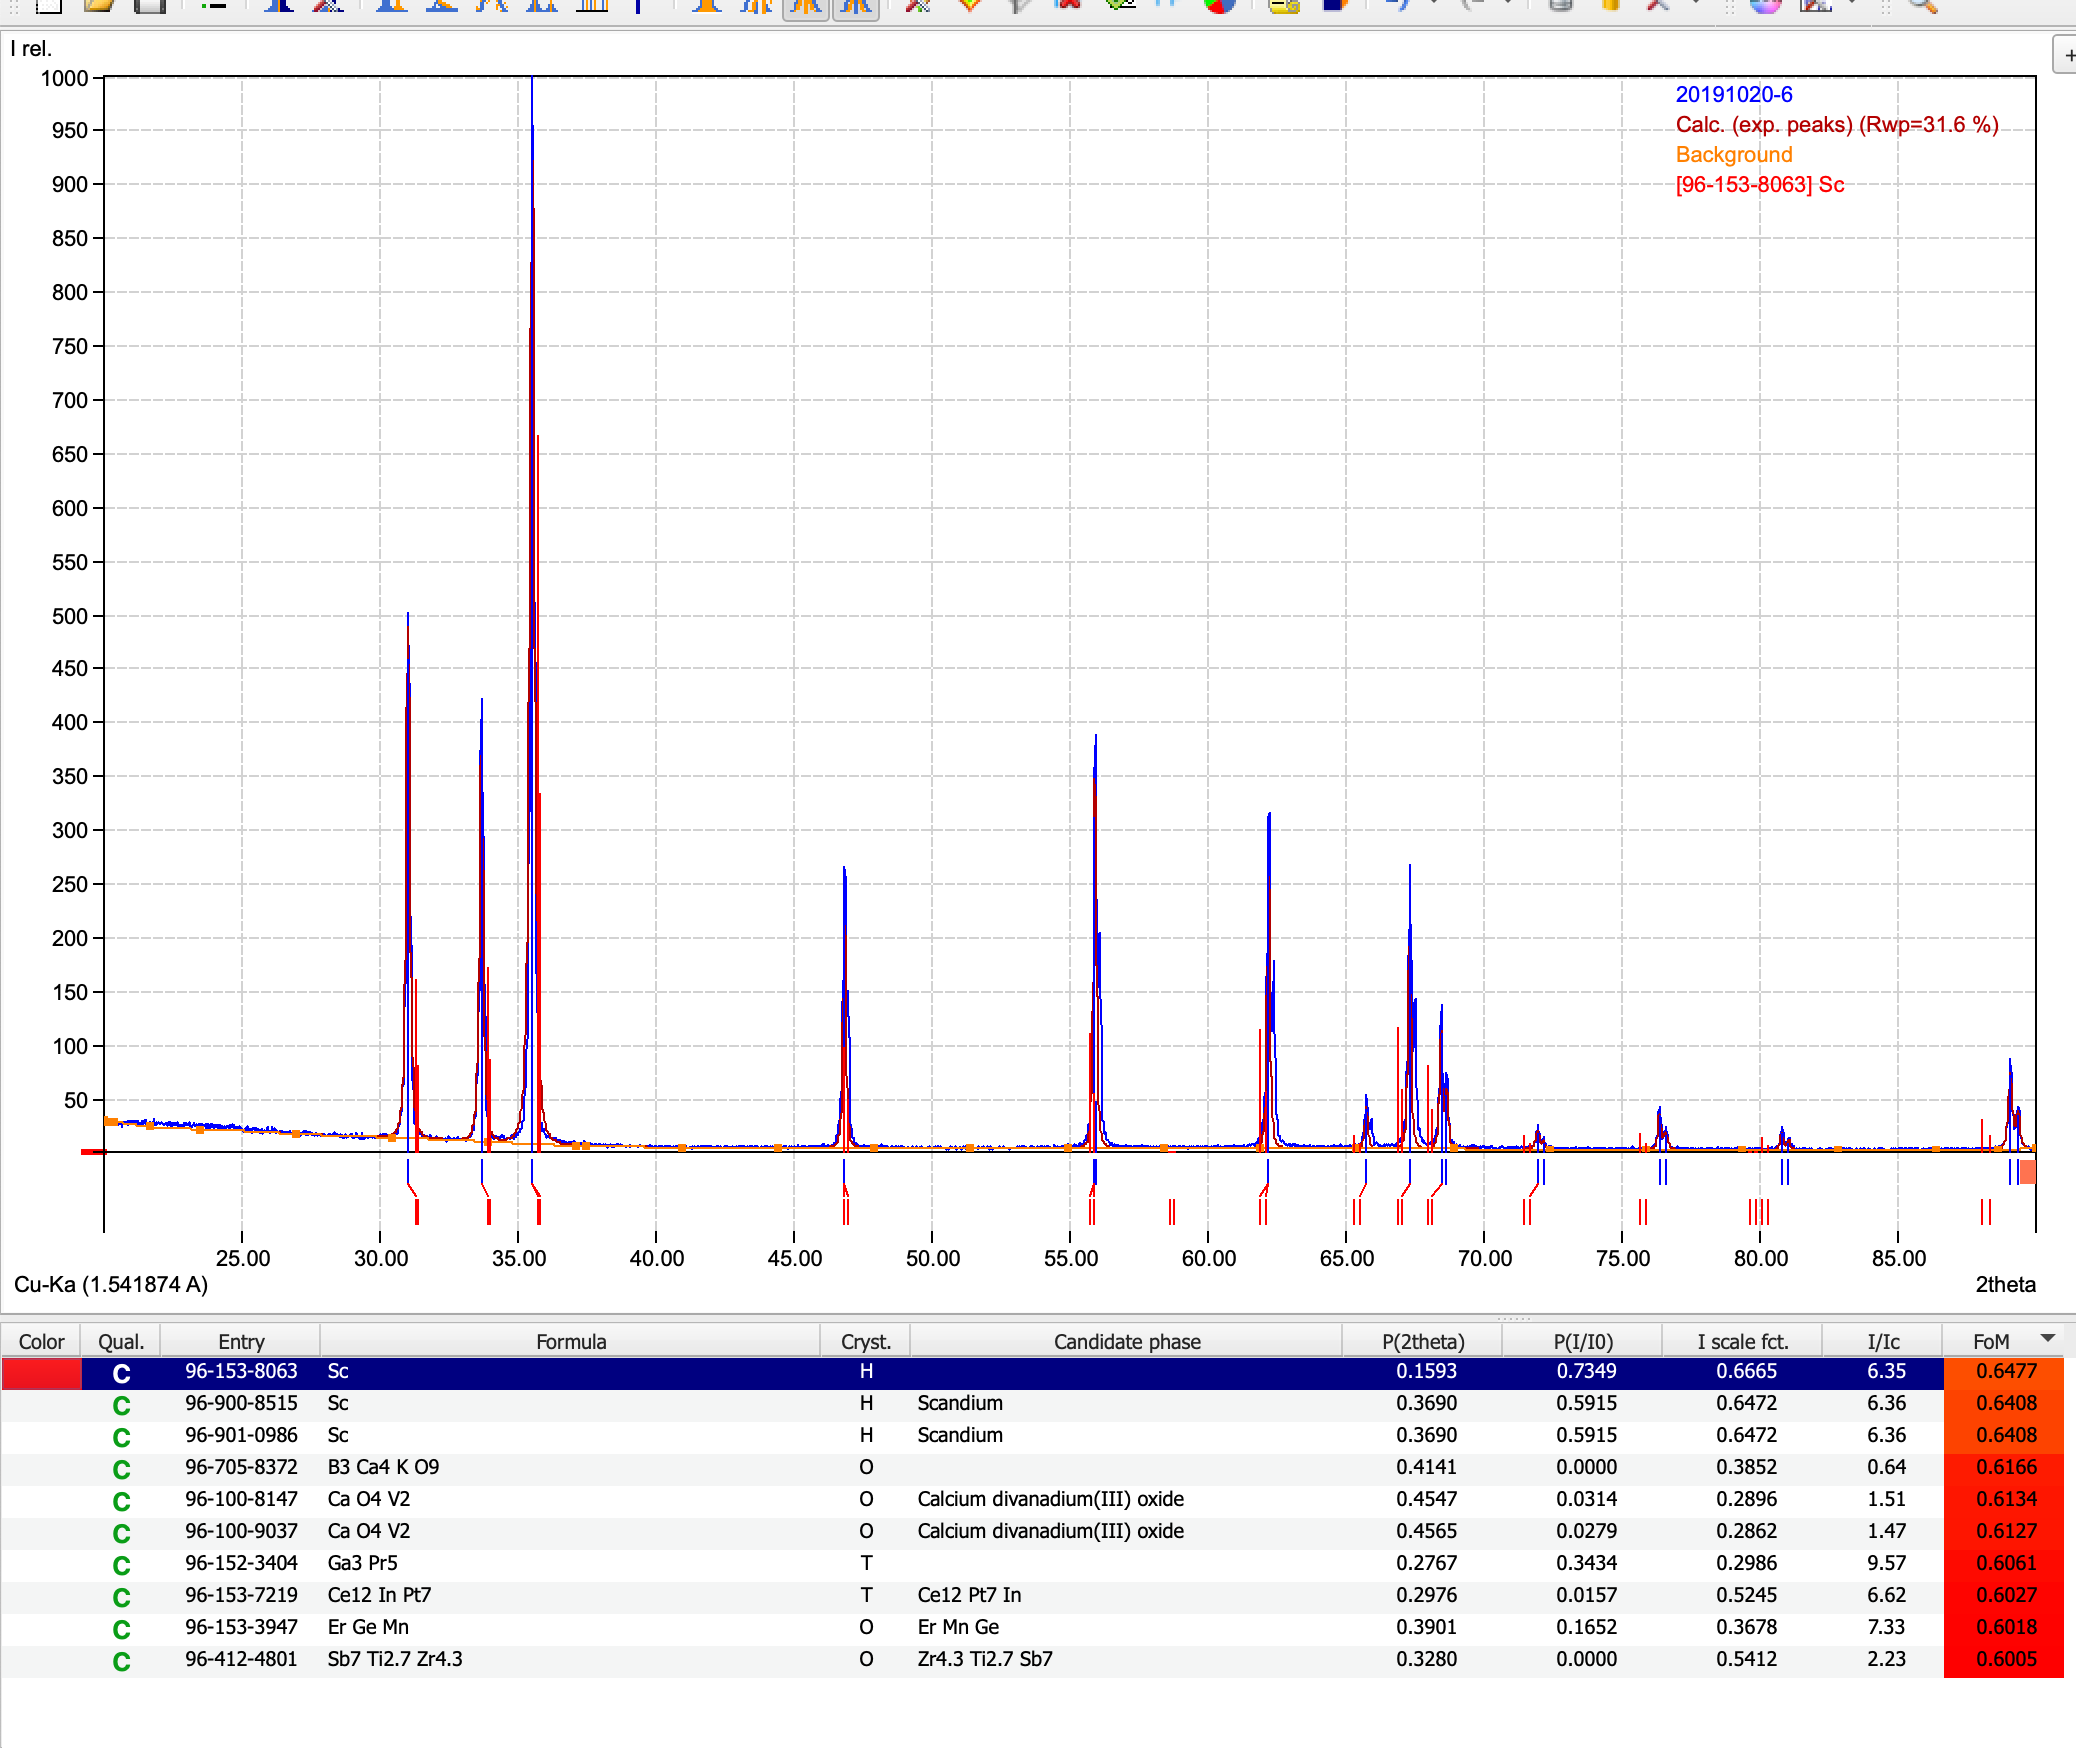 I rel.
20191020-6
Calc. (exp. peaks) (Rwp=31.6 %)
Background
[96-153-8063] Sc
1000
950
900
850
800
750
700
650
600
550
500
450
400
350
300
250
200
150
100
50
25.00 30.00 35.00 40.00 45.00 50.00 55.00 60.00 65.00 70.00 75.00 80.00 85.00
Cu-Ka (1.541874 A) 2theta
Color Qual. Entry Formula Cryst. Candidate phase P(2theta) P(I/I0) I scale fct. I/Ic FoM
C 96-153-8063 Sc H 0.1593 0.7349 0.6665 6.35 0.6477
C 96-900-8515 Sc H Scandium 0.3690 0.5915 0.6472 6.36 0.6408
C 96-901-0986 Sc H Scandium 0.3690 0.5915 0.6472 6.36 0.6408
C 96-705-8372 B3 Ca4 K O9 O 0.4141 0.0000 0.3852 0.64 0.6166
C 96-100-8147 Ca O4 V2 O Calcium divanadium(III) oxide 0.4547 0.0314 0.2896 1.51 0.6134
C 96-100-9037 Ca O4 V2 O Calcium divanadium(III) oxide 0.4565 0.0279 0.2862 1.47 0.6127
C 96-152-3404 Ga3 Pr5 T 0.2767 0.3434 0.2986 9.57 0.6061
C 96-153-7219 Ce12 In Pt7 T Ce12 Pt7 In 0.2976 0.0157 0.5245 6.62 0.6027
C 96-153-3947 Er Ge Mn O Er Mn Ge 0.3901 0.1652 0.3678 7.33 0.6018
C 96-412-4801 Sb7 Ti2.7 Zr4.3 O Zr4.3 Ti2.7 Sb7 0.3280 0.0000 0.5412 2.23 0.6005